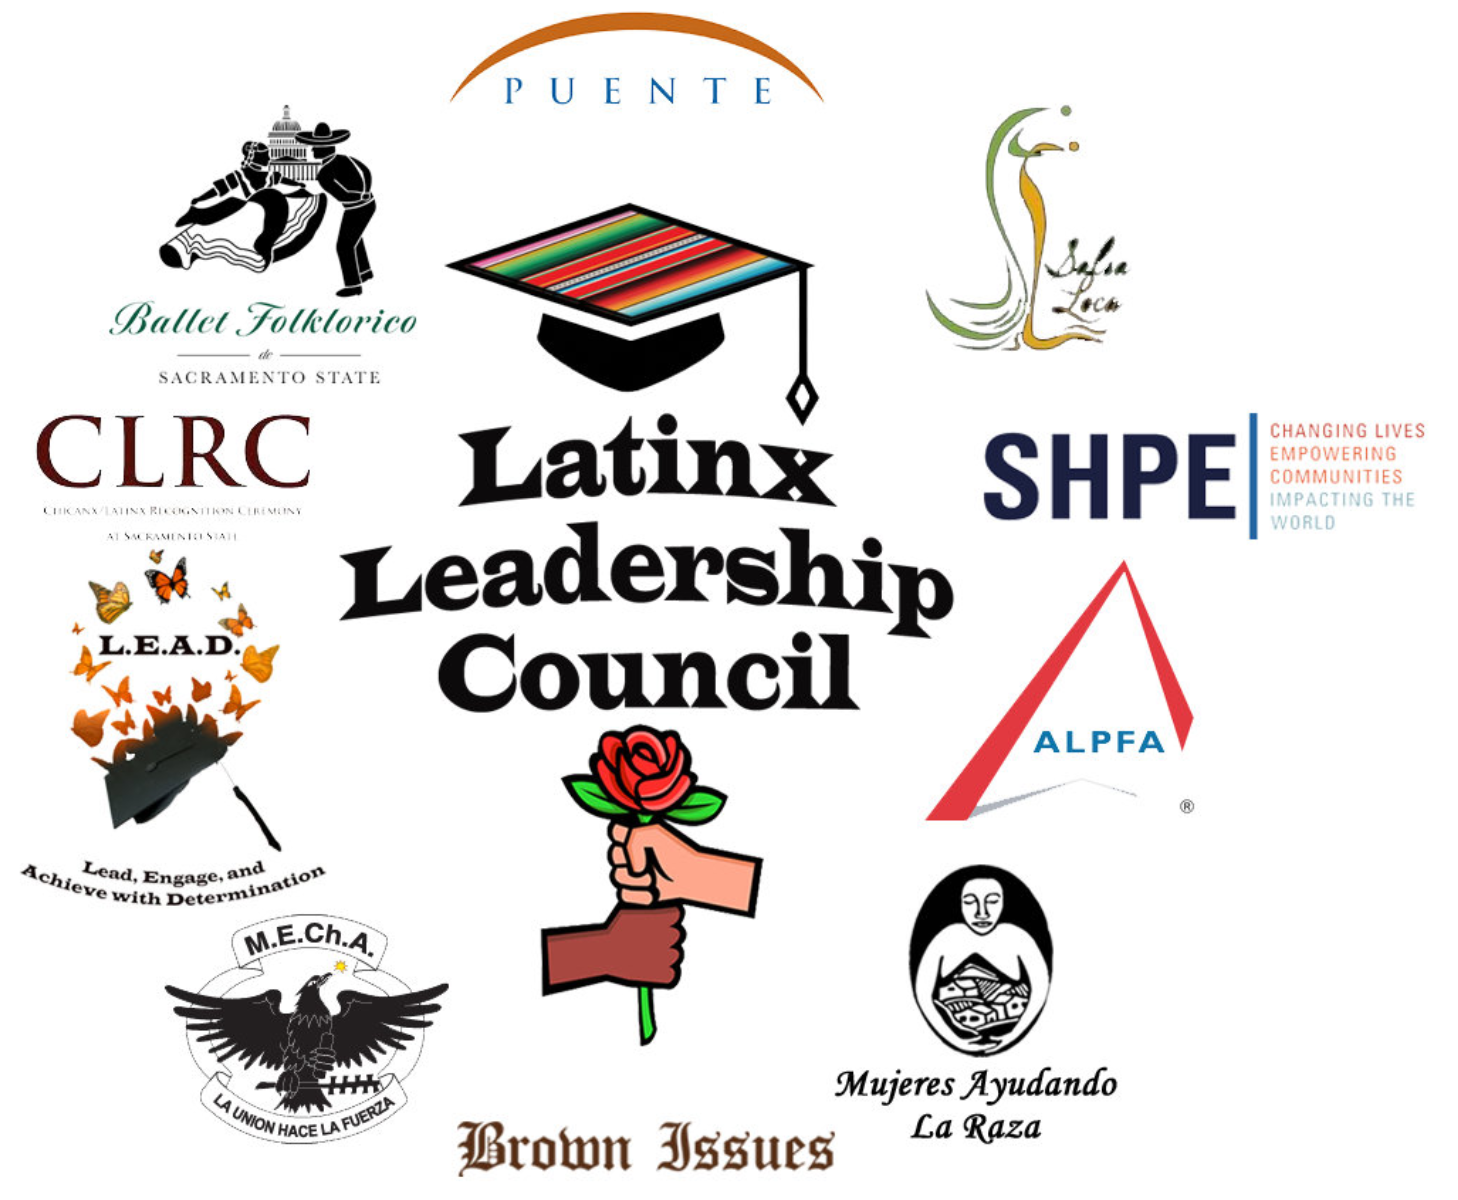 PUENTE
Ballet Folklorico
de
SACRAMENTO STATE
Salsa
Loca
CLRC
CHICANX/LATINX RECOGNITION CEREMONY
AT SACRAMENTO STATE
Latinx
Leadership
Council
SHPE
CHANGING LIVES
EMPOWERING
COMMUNITIES
IMPACTING THE
WORLD
L.E.A.D.
Lead, Engage, and
Achieve with Determination
ALPFA
®
M.E.Ch.A.
LA UNION HACE LA FUERZA
Mujeres Ayudando
La Raza
Brown Issues